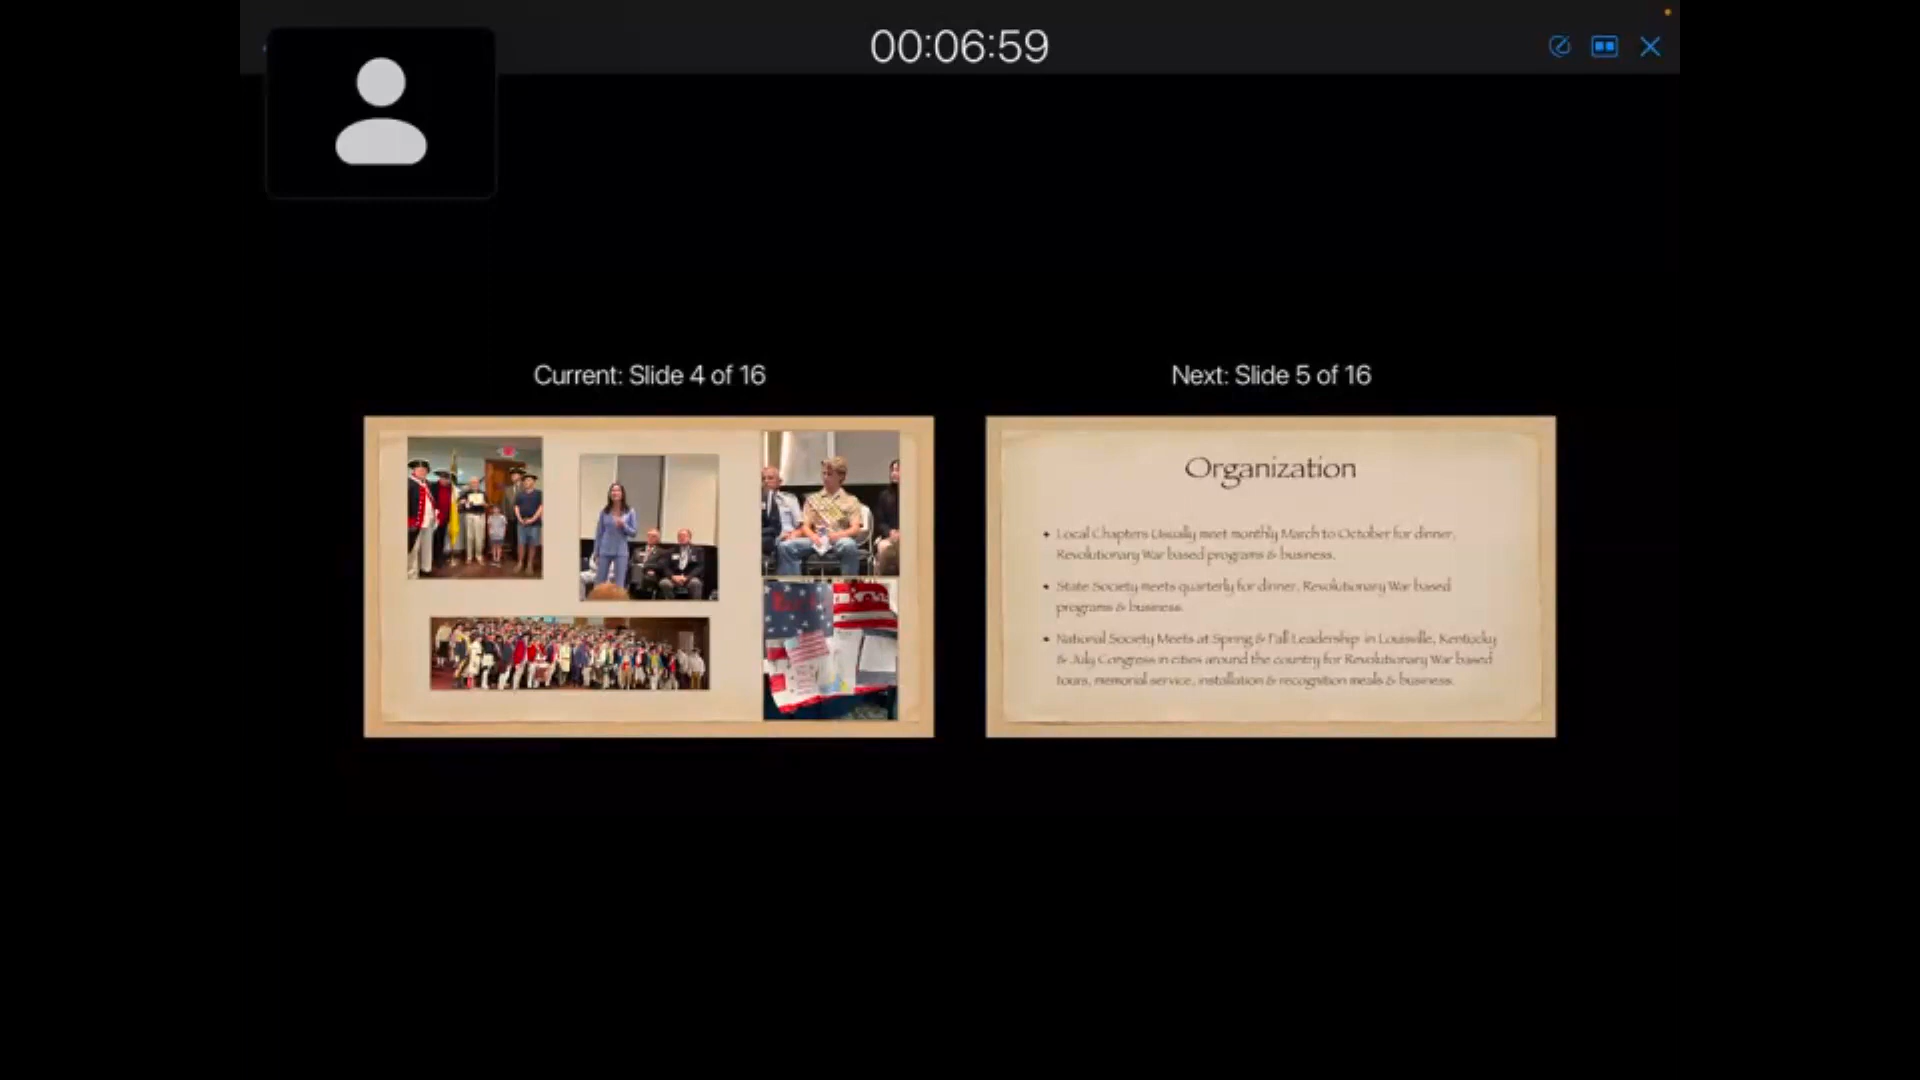 00:06:59
Current: Slide 4 of 16
Next: Slide 5 of 16
Organization
• Local Chapters Usually meet monthly March to October for dinner,
Revolutionary War based programs & business.
• State Society meets quarterly for dinner, Revolutionary War based
programs & business.
• National Society Meets at Spring & Fall Leadership in Louisville, Kentucky
& July Congress in cities around the country for Revolutionary War based
tours, memorial service, installation & recognition meals & business.